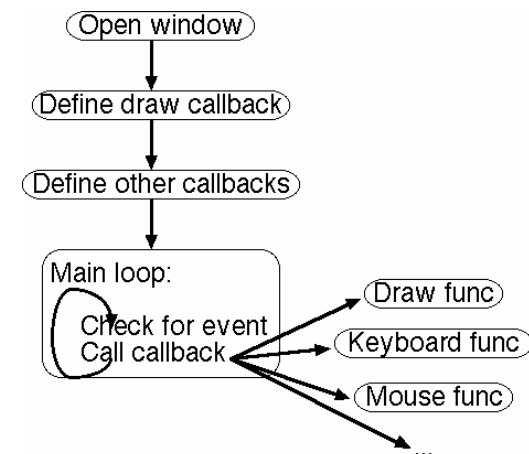 Open window
Define draw callback
Define other callbacks
Main loop:
Check for event
Call callback
Draw func
Keyboard func
Mouse func
...